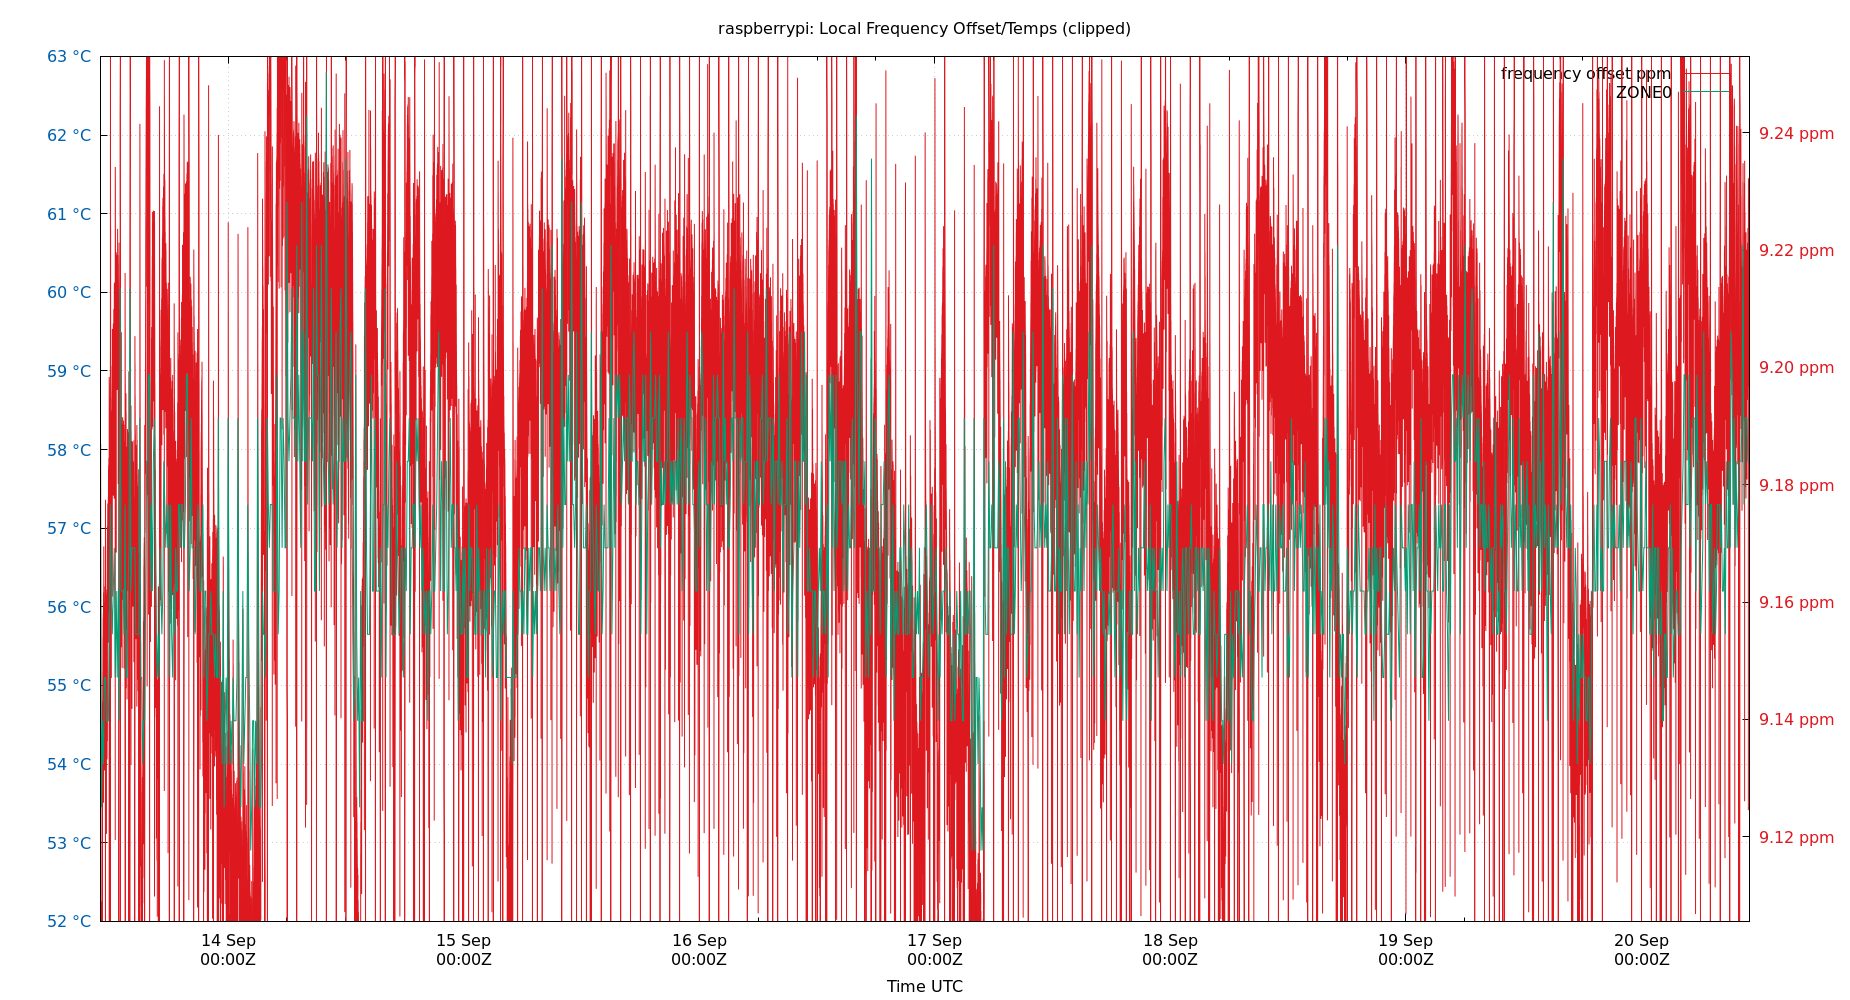 raspberrypi: Local Frequency Offset/Temps (clipped)
63 °C
62 °C
61 °C
60 °C
59 °C
58 °C
57 °C
56 °C
55 °C
54 °C
53 °C
52 °C
frequency offset ppm
ZONE0
9.24 ppm
9.22 ppm
9.20 ppm
9.18 ppm
9.16 ppm
9.14 ppm
9.12 ppm
14 Sep
00:00Z
15 Sep
00:00Z
16 Sep
00:00Z
17 Sep
00:00Z
18 Sep
00:00Z
19 Sep
00:00Z
20 Sep
00:00Z
Time UTC